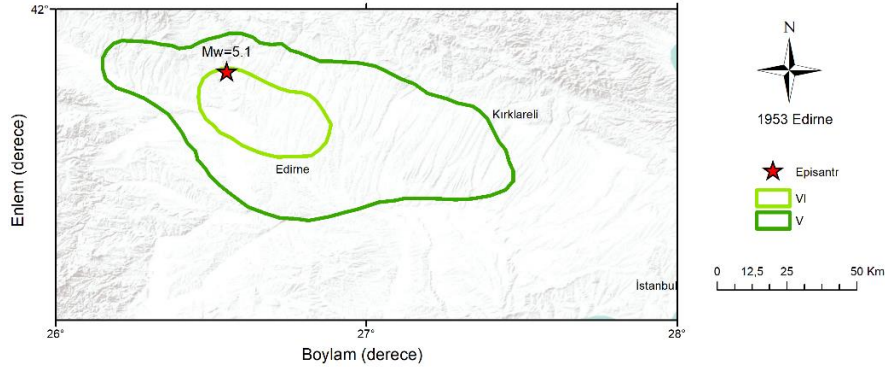 42°
Mw=5.1
Kırklareli
Edirne
İstanbul
Enlem (derece)
26°
27°
28°
Boylam (derece)
N
1953 Edirne
Episantr
VI
V
0 12,5 25 50 Km